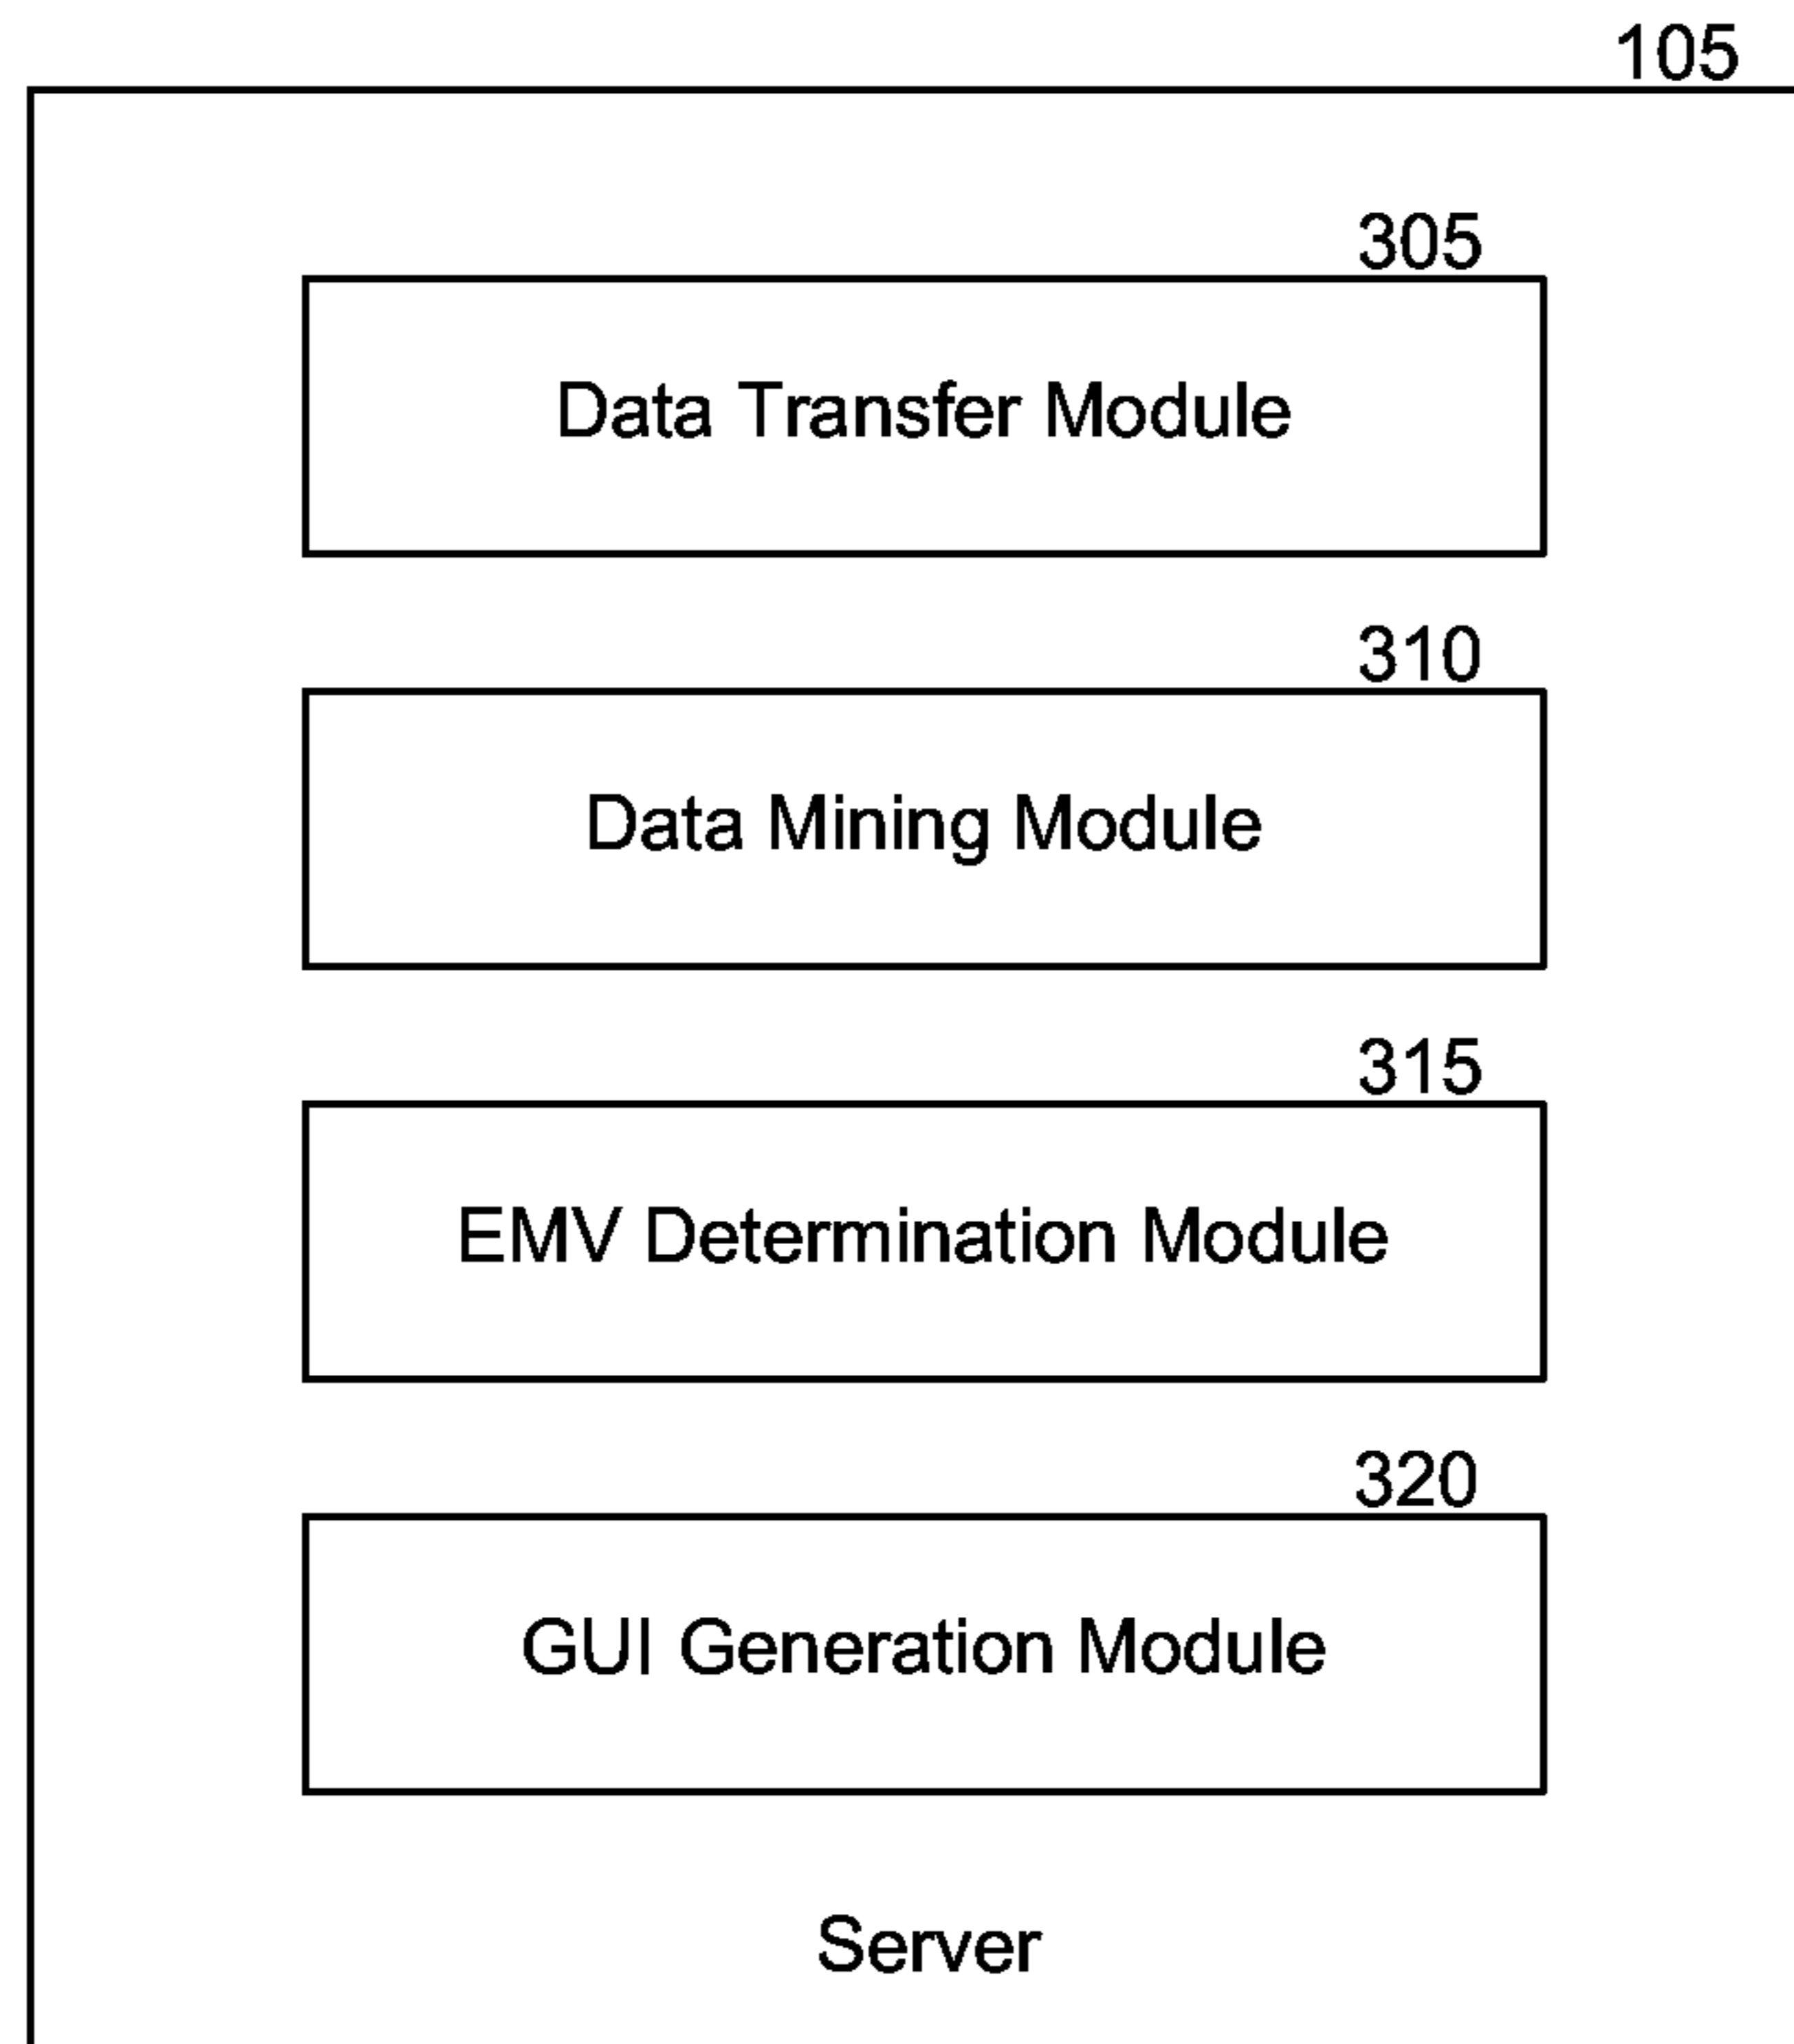 105
305
Data Transfer Module
310
Data Mining Module
315
EMV Determination Module
320
GUI Generation Module
Server